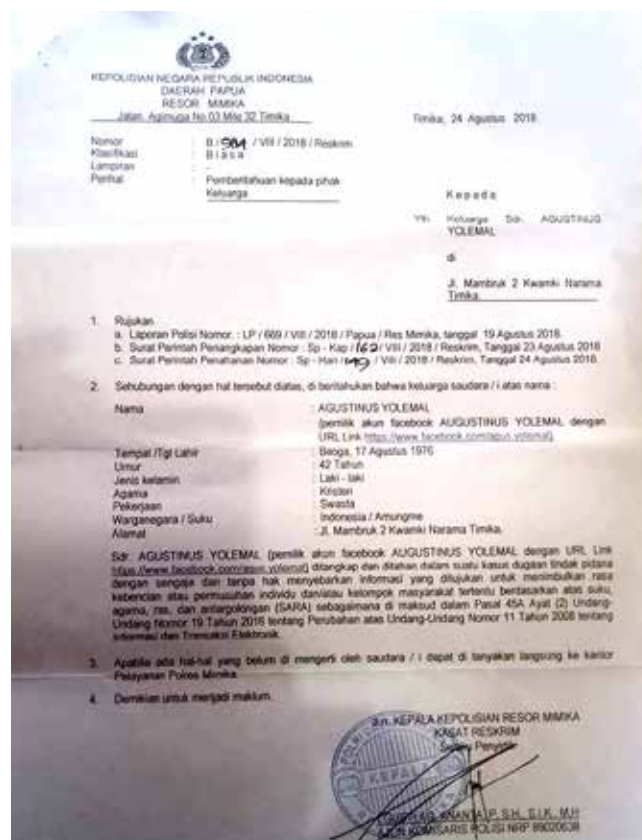 KEPOLISIAN NEGARA REPUBLIK INDONESIA
DAERAH PAPUA
RESOR MIMIKA
Jalan Agimuga No 03 Mile 32 Timika
Timika, 24 Agustus 2018
Nomor : B / 984 / VIII / 2018 / Reskrim
Klasifikasi : Biasa
Lampiran : -
Perihal : Pemberitahuan kepada pihak
Keluarga
Kepada
Yth. Keluarga Sdr. AGUSTINUS
YOLEMAL
di
Jl. Mambruk 2 Kwamki Narama
Timika.
1. Rujukan
a. Laporan Polisi Nomor : LP / 669 / VIII / 2018 / Papua / Res Mimika, tanggal 19 Agustus 2018.
b. Surat Perintah Penangkapan Nomor : Sp - Kap / 162 / VIII / 2018 / Reskrim, Tanggal 23 Agustus 2018
c. Surat Perintah Penahanan Nomor : Sp - Han / 149 / VIII / 2018 / Reskrim, Tanggal 24 Agustus 2018.
2. Sehubungan dengan hal tersebut diatas, di beritahukan bahwa keluarga saudara / i atas nama :
Nama : AGUSTINUS YOLEMAL
(pemilik akun facebook AUGUSTINUS YOLEMAL dengan
URL Link https://www.facebook.com/apus.yolemal)
Tempat /Tgl Lahir : Beoga, 17 Agustus 1976
Umur : 42 Tahun
Jenis kelamin : Laki - laki
Agama : Kristen
Pekerjaan : Swasta
Warganegara / Suku : Indonesia / Amungme
Alamat : Jl. Mambruk 2 Kwamki Narama Timika.
Sdr. AGUSTINUS YOLEMAL (pemilik akun facebook AUGUSTINUS YOLEMAL dengan URL Link
https://www.facebook.com/apus.yolemal) ditangkap dan ditahan dalam suatu kasus dugaan tindak pidana
dengan sengaja dan tanpa hak menyebarkan informasi yang ditujukan untuk menimbulkan rasa
kebencian atau permusuhan individu dan/atau kelompok masyarakat tertentu berdasarkan atas suku,
agama, ras, dan antargolongan (SARA) sebagaimana di maksud dalam Pasal 45A Ayat (2) Undang-
Undang Nomor 19 Tahun 2016 tentang Perubahan atas Undang-Undang Nomor 11 Tahun 2008 tentang
Informasi dan Transaksi Elektronik.
3. Apabila ada hal-hal yang belum di mengerti oleh saudara / i dapat di tanyakan langsung ke kantor
Pelayanan Polres Mimika.
4. Demikian untuk menjadi maklum.
a.n. KEPALA KEPOLISIAN RESOR MIMIKA
KASAT RESKRIM
Selaku Penyidik
KEPALA
ANANTA P, S.H., S.I.K., M.H
AJUN KOMISARIS POLISI NRP 89020638